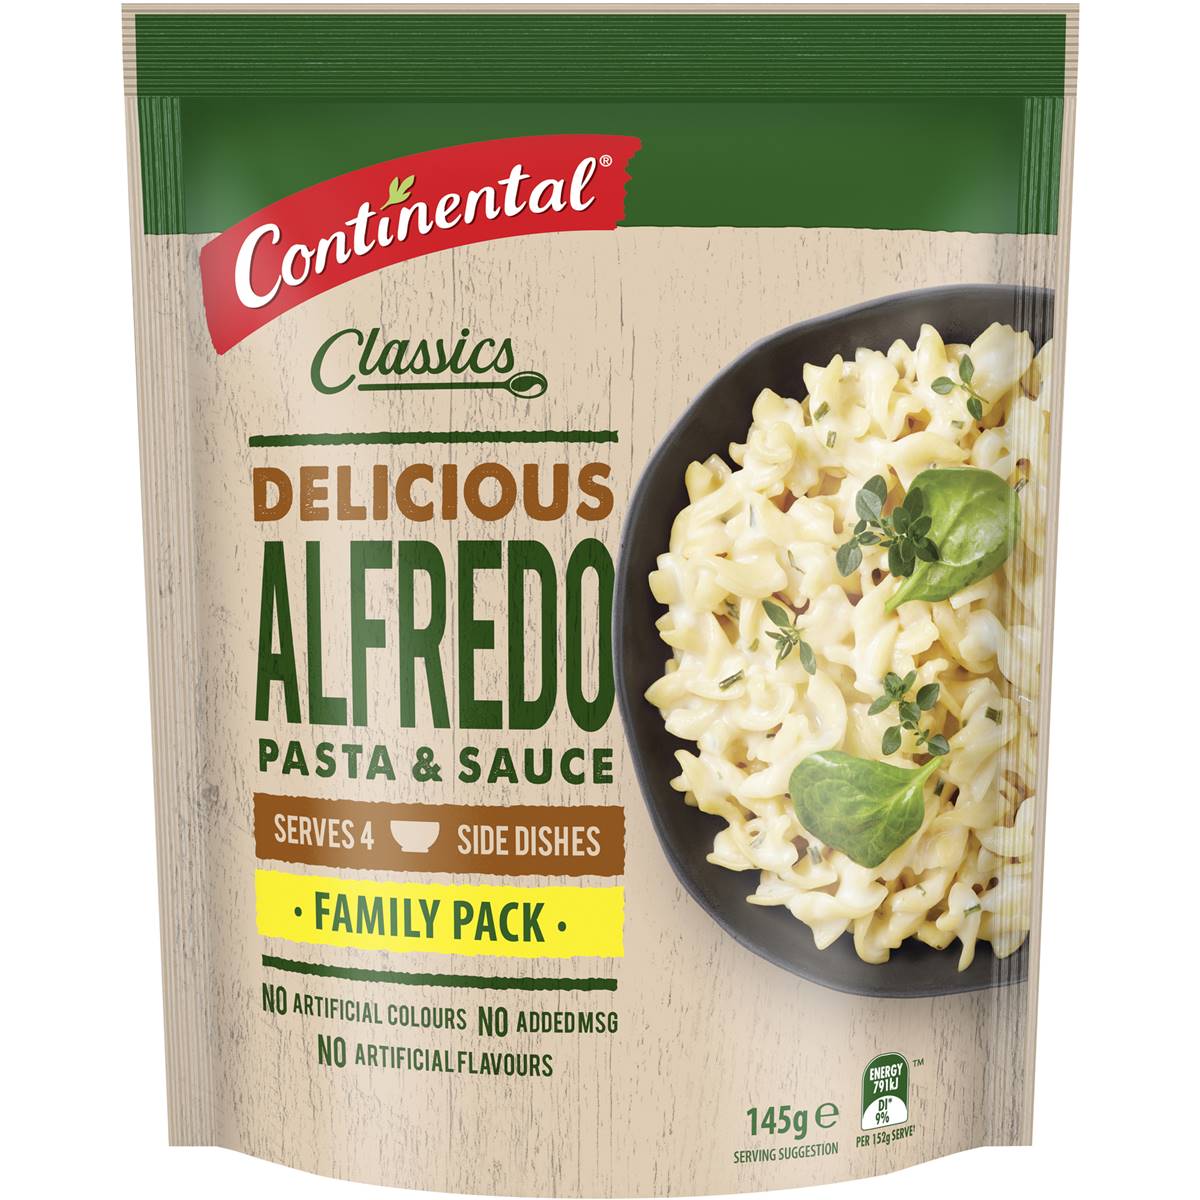 Continental®
Classics
DELICIOUS
ALFREDO
PASTA & SAUCE
SERVES 4 SIDE DISHES
• FAMILY PACK •
NO ARTIFICIAL COLOURS NO ADDED MSG
NO ARTIFICIAL FLAVOURS
145g ℮
SERVING SUGGESTION
ENERGY
791kJ
DI*
9%
PER 152g SERVE†
™